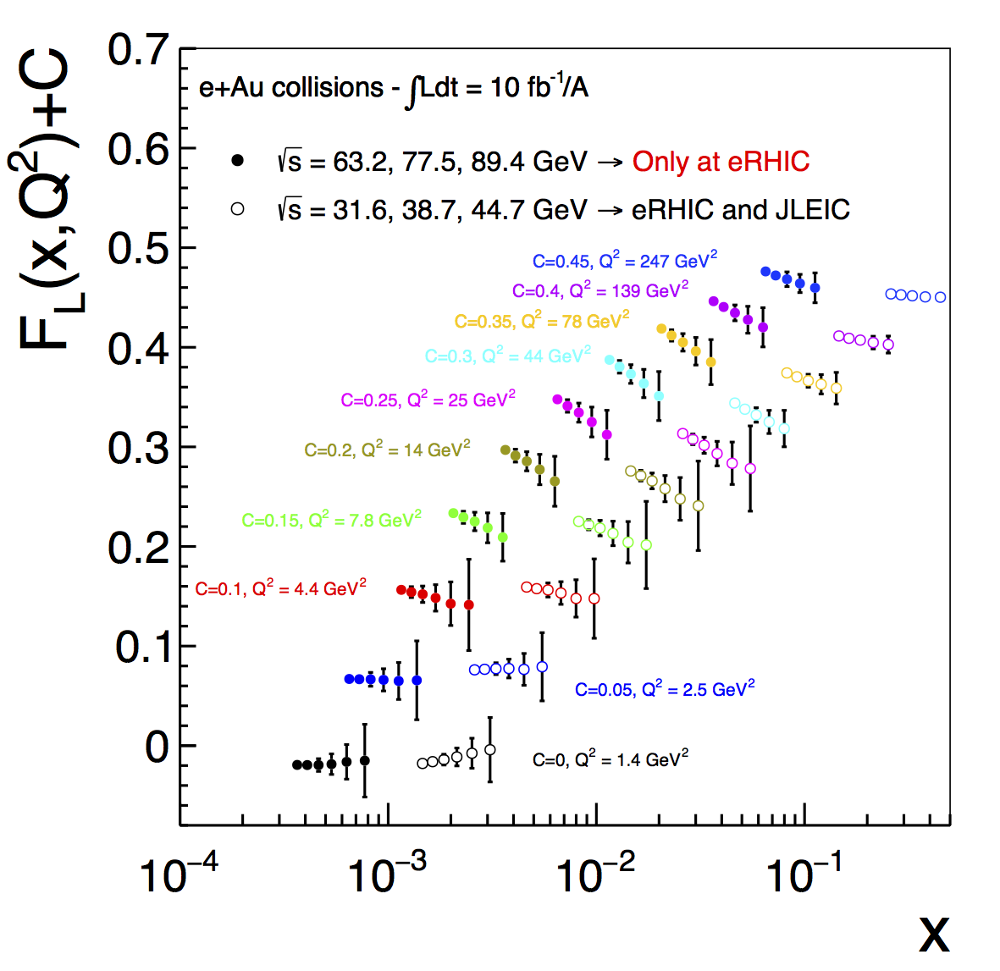 F_L(x,Q²)+C
0.7
0.6
0.5
0.4
0.3
0.2
0.1
0
e+Au collisions - ∫Ldt = 10 fb⁻¹/A
√s = 63.2, 77.5, 89.4 GeV → Only at eRHIC
√s = 31.6, 38.7, 44.7 GeV → eRHIC and JLEIC
C=0.45, Q² = 247 GeV²
C=0.4, Q² = 139 GeV²
C=0.35, Q² = 78 GeV²
C=0.3, Q² = 44 GeV²
C=0.25, Q² = 25 GeV²
C=0.2, Q² = 14 GeV²
C=0.15, Q² = 7.8 GeV²
C=0.1, Q² = 4.4 GeV²
C=0.05, Q² = 2.5 GeV²
C=0, Q² = 1.4 GeV²
10⁻⁴ 10⁻³ 10⁻² 10⁻¹
x